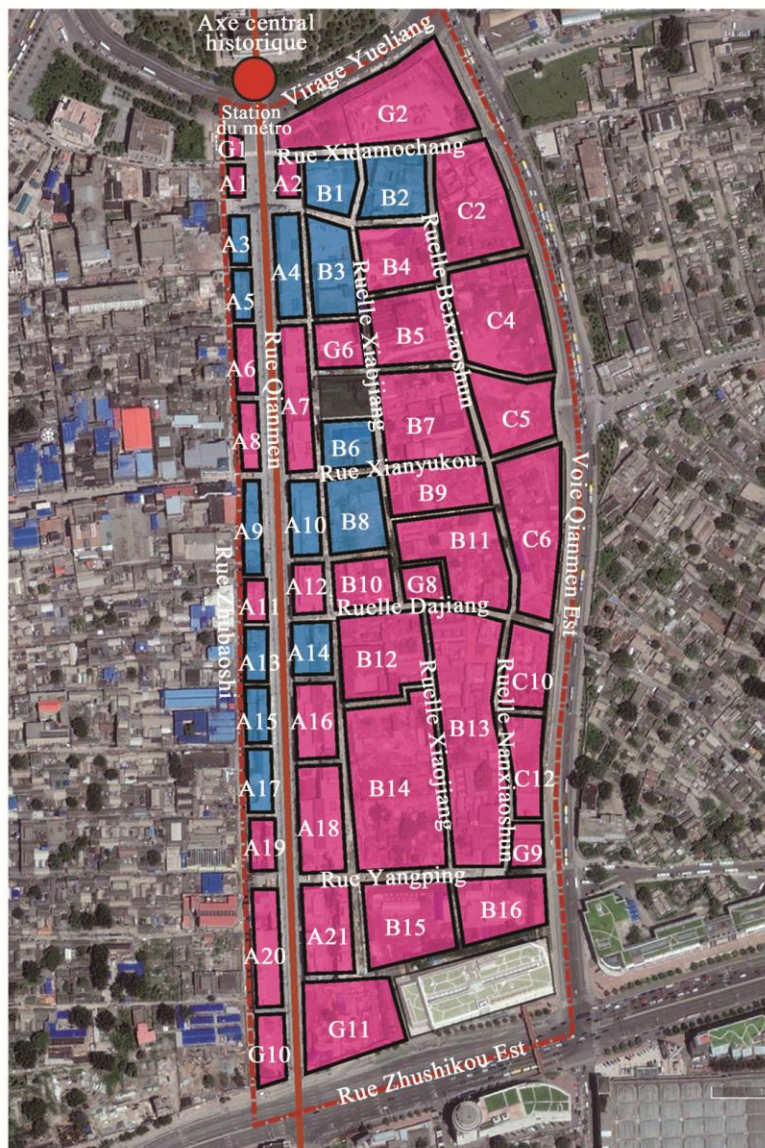 Axe central
historique
Virage Yueliang
Station
du métro
G2
G1
Rue Xidamochang
A1
A2
B1
B2
C2
A3
A4
B3
B4
Ruelle Beixiaoshun
Ruelle Xiaojiang
A5
B5
C4
Rue Qianmen
G6
A6
A7
B7
C5
A8
B6
Rue Xianyukou
Voie Qianmen Est
B9
A9
A10
B8
C6
B11
Rue Zhubaoshi
A12
B10
G8
A11
Ruelle Dajiang
A13
A14
B12
C10
Ruelle Nanxiaoshun
Ruelle Xiaojiang
A15
A16
B13
B14
C12
A17
A18
A19
G9
Rue Yangping
A20
A21
B15
B16
G11
G10
Rue Zhushikou Est